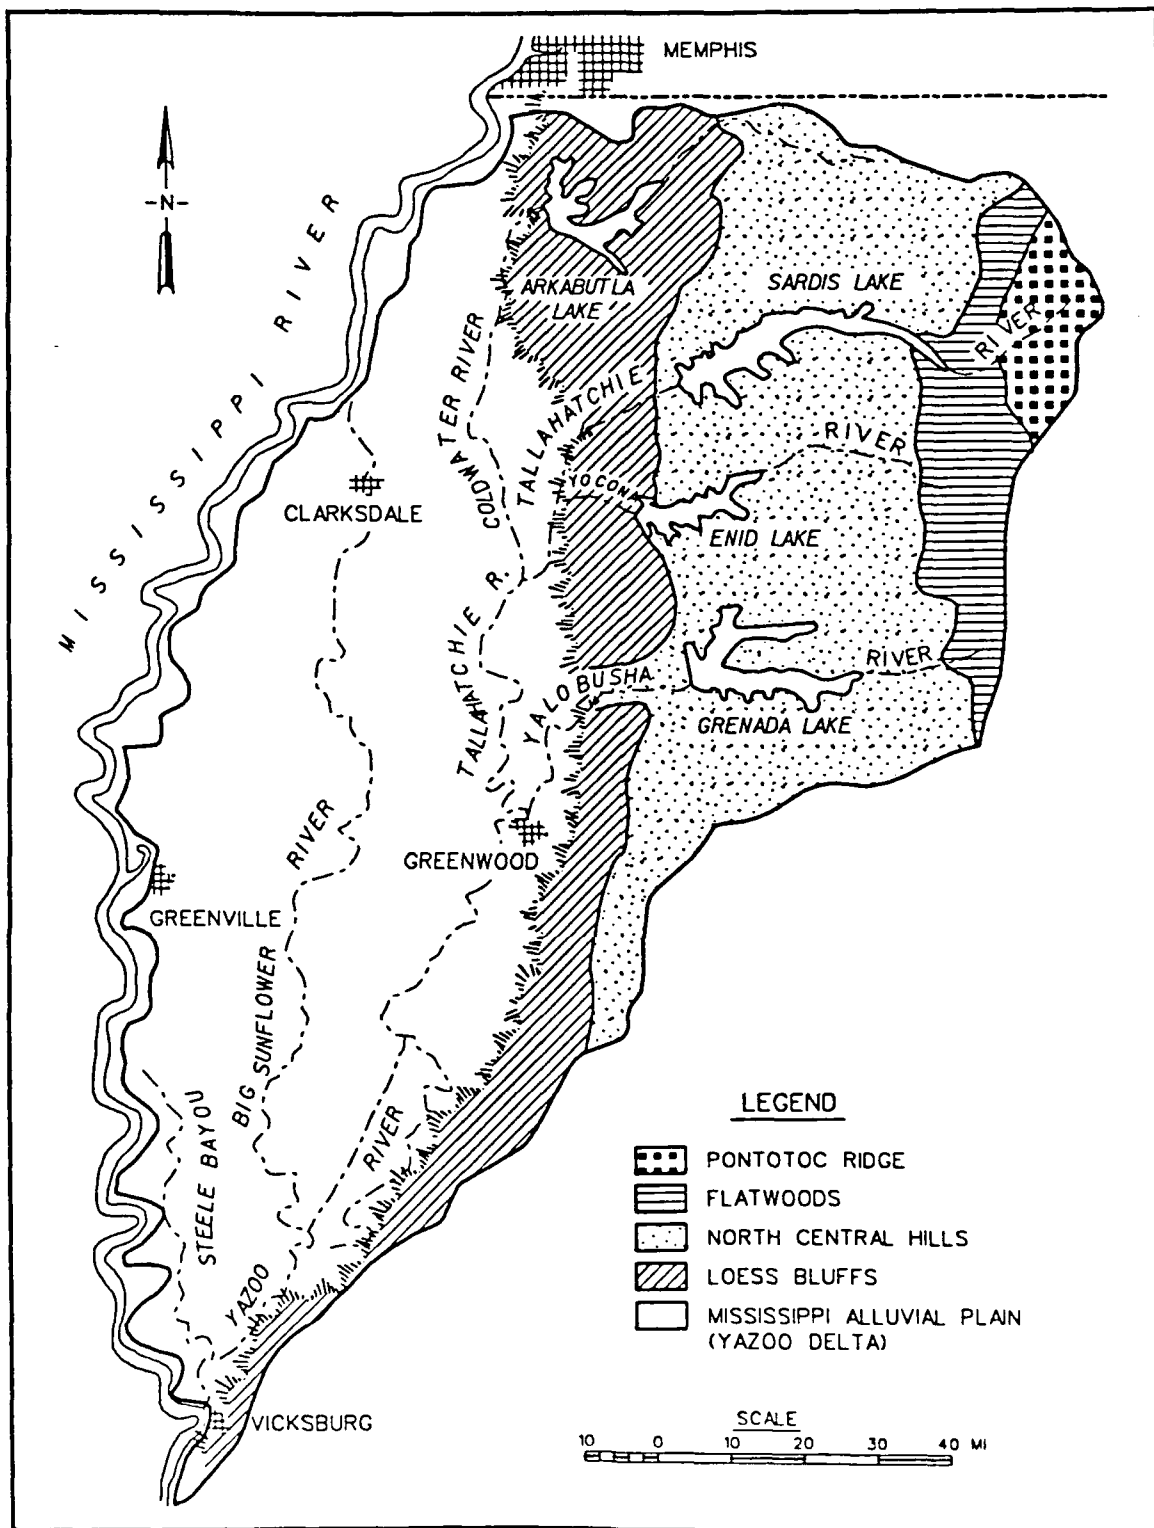 MEMPHIS
-N-
MISSISSIPPI RIVER
ARKABUTLA
LAKE
SARDIS LAKE
RIVER
COLDWATER RIVER
TALLAHATCHIE
RIVER
YOCONA
CLARKSDALE
ENID LAKE
TALLAHATCHIE R.
RIVER
YALOBUSHA
GRENADA LAKE
RIVER
GREENWOOD
GREENVILLE
BIG SUNFLOWER
STEELE BAYOU
RIVER
YAZOO
VICKSBURG
LEGEND
PONTOTOC RIDGE
FLATWOODS
NORTH CENTRAL HILLS
LOESS BLUFFS
MISSISSIPPI ALLUVIAL PLAIN
(YAZOO DELTA)
SCALE
10 0 10 20 30 40 MI